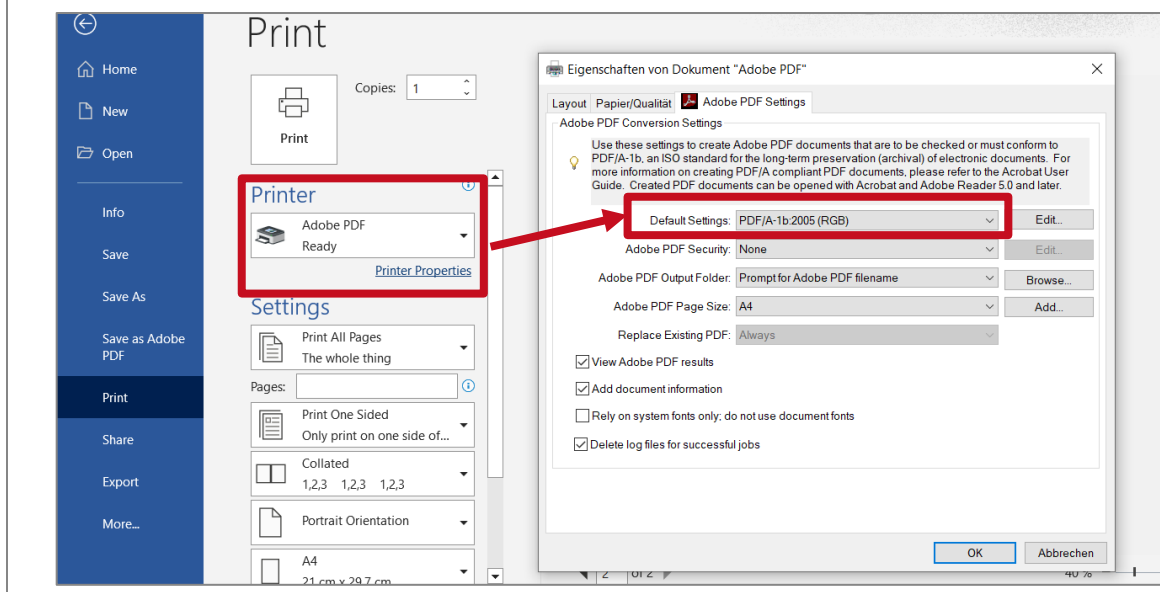 Print
Home
New
Open
Info
Save
Save As
Save as Adobe
PDF
Print
Share
Export
More...
Copies: 1
Print
Printer
Adobe PDF
Ready
Printer Properties
Settings
Print All Pages
The whole thing
Pages:
Print One Sided
Only print on one side of...
Collated
1,2,3 1,2,3 1,2,3
Portrait Orientation
A4
21 cm x 29,7 cm
Eigenschaften von Dokument "Adobe PDF"
Layout Papier/Qualität Adobe PDF Settings
Adobe PDF Conversion Settings
Use these settings to create Adobe PDF documents that are to be checked or must conform to
PDF/A-1b, an ISO standard for the long-term preservation (archival) of electronic documents. For
more information on creating PDF/A compliant PDF documents, please refer to the Acrobat User
Guide. Created PDF documents can be opened with Acrobat and Adobe Reader 5.0 and later.
Default Settings: PDF/A-1b:2005 (RGB) Edit...
Adobe PDF Security: None Edit...
Adobe PDF Output Folder: Prompt for Adobe PDF filename Browse...
Adobe PDF Page Size: A4 Add...
Replace Existing PDF: Always
View Adobe PDF results
Add document information
Rely on system fonts only; do not use document fonts
Delete log files for successful jobs
OK Abbrechen
2 of 2 40 %